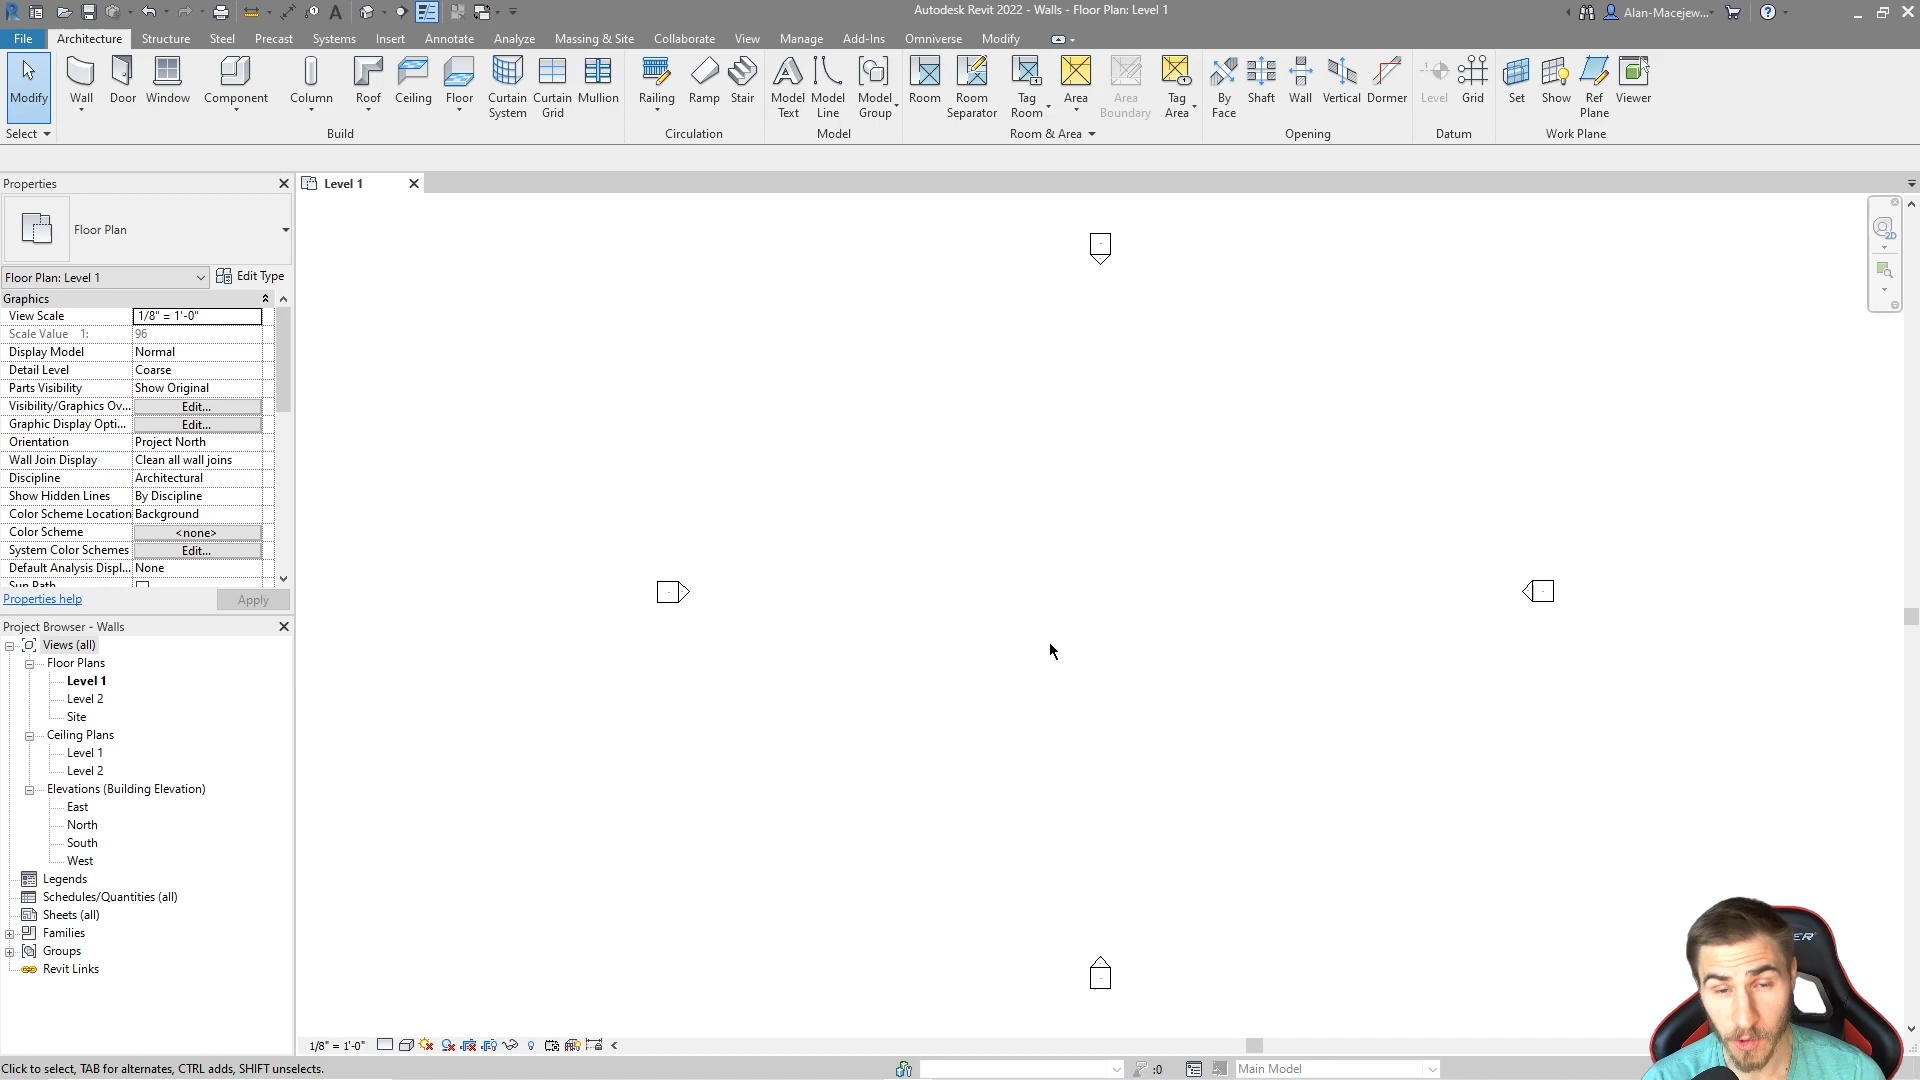 Autodesk Revit 2022 - Walls - Floor Plan: Level 1
Alan-Macejew...
File Architecture Structure Steel Precast Systems Insert Annotate Analyze Massing & Site Collaborate View Manage Add-Ins Omniverse Modify
Modify Wall Door Window Component Column Roof Ceiling Floor Curtain System Curtain Grid Mullion Railing Ramp Stair Model Text Model Line Model Group Room Room Separator Tag Room Area Area Boundary Tag Area By Face Shaft Wall Vertical Dormer Level Grid Set Show Ref Plane Viewer
Select Build Circulation Model Room & Area Opening Datum Work Plane
Properties
Level 1
Floor Plan
Floor Plan: Level 1 Edit Type
Graphics
View Scale 1/8" = 1'-0"
Scale Value 1: 96
Display Model Normal
Detail Level Coarse
Parts Visibility Show Original
Visibility/Graphics Ov... Edit...
Graphic Display Opti... Edit...
Orientation Project North
Wall Join Display Clean all wall joins
Discipline Architectural
Show Hidden Lines By Discipline
Color Scheme Location Background
Color Scheme <none>
System Color Schemes Edit...
Default Analysis Displ... None
Sun Path
Properties help Apply
Project Browser - Walls
Views (all)
Floor Plans
Level 1
Level 2
Site
Ceiling Plans
Level 1
Level 2
Elevations (Building Elevation)
East
North
South
West
Legends
Schedules/Quantities (all)
Sheets (all)
Families
Groups
Revit Links
1/8" = 1'-0"
Click to select, TAB for alternates, CTRL adds, SHIFT unselects.
:0
Main Model